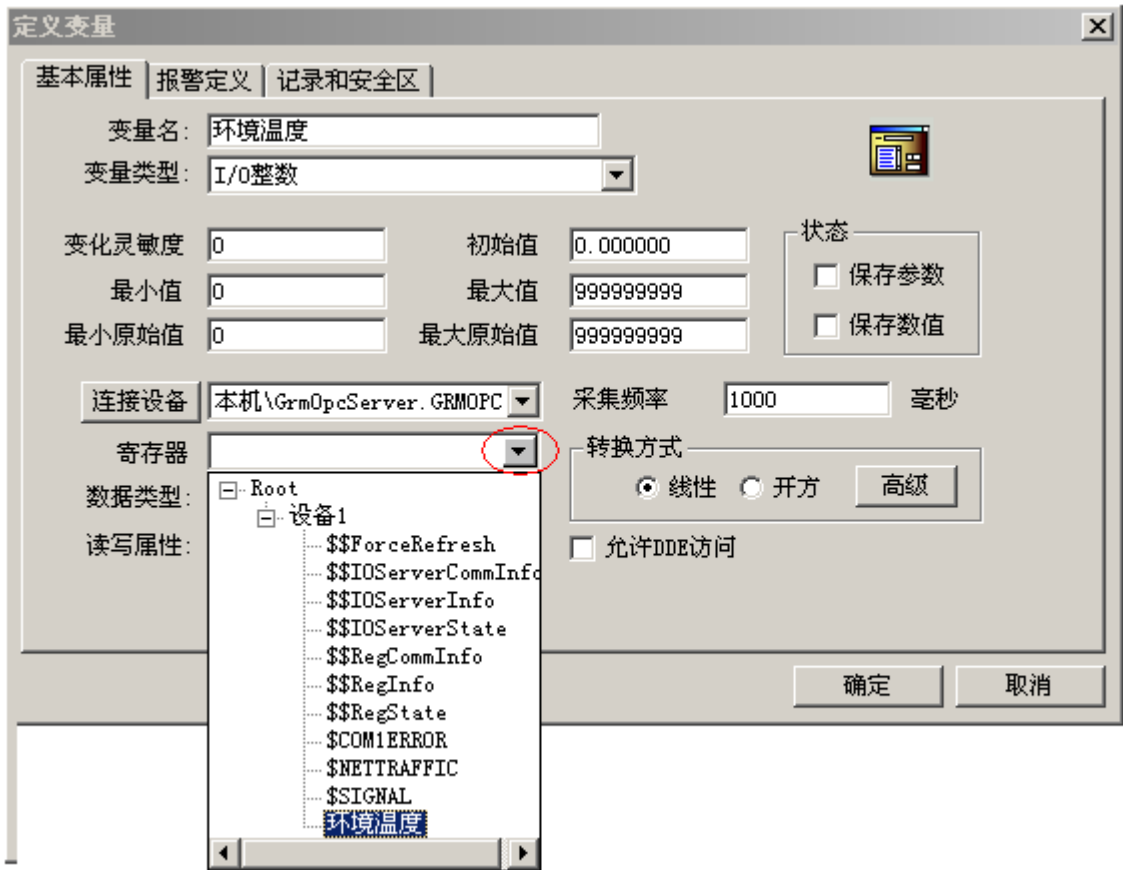 定义变量
基本属性 报警定义 记录和安全区
变量名: 环境温度
变量类型: I/O整数
变化灵敏度 0 初始值 0.000000 状态
最小值 0 最大值 999999999 保存参数
最小原始值 0 最大原始值 999999999 保存数值
连接设备 本机\GrmOpcServer.GRMOPC 采集频率 1000 毫秒
寄存器 转换方式
数据类型: Root 线性 开方 高级
设备1
读写属性: $$ForceRefresh 允许DDE访问
$$IOServerCommInfo
$$IOServerInfo
$$IOServerState
$$RegCommInfo
$$RegInfo 确定 取消
$$RegState
$COM1ERROR
$NETTRAFFIC
$SIGNAL
环境温度